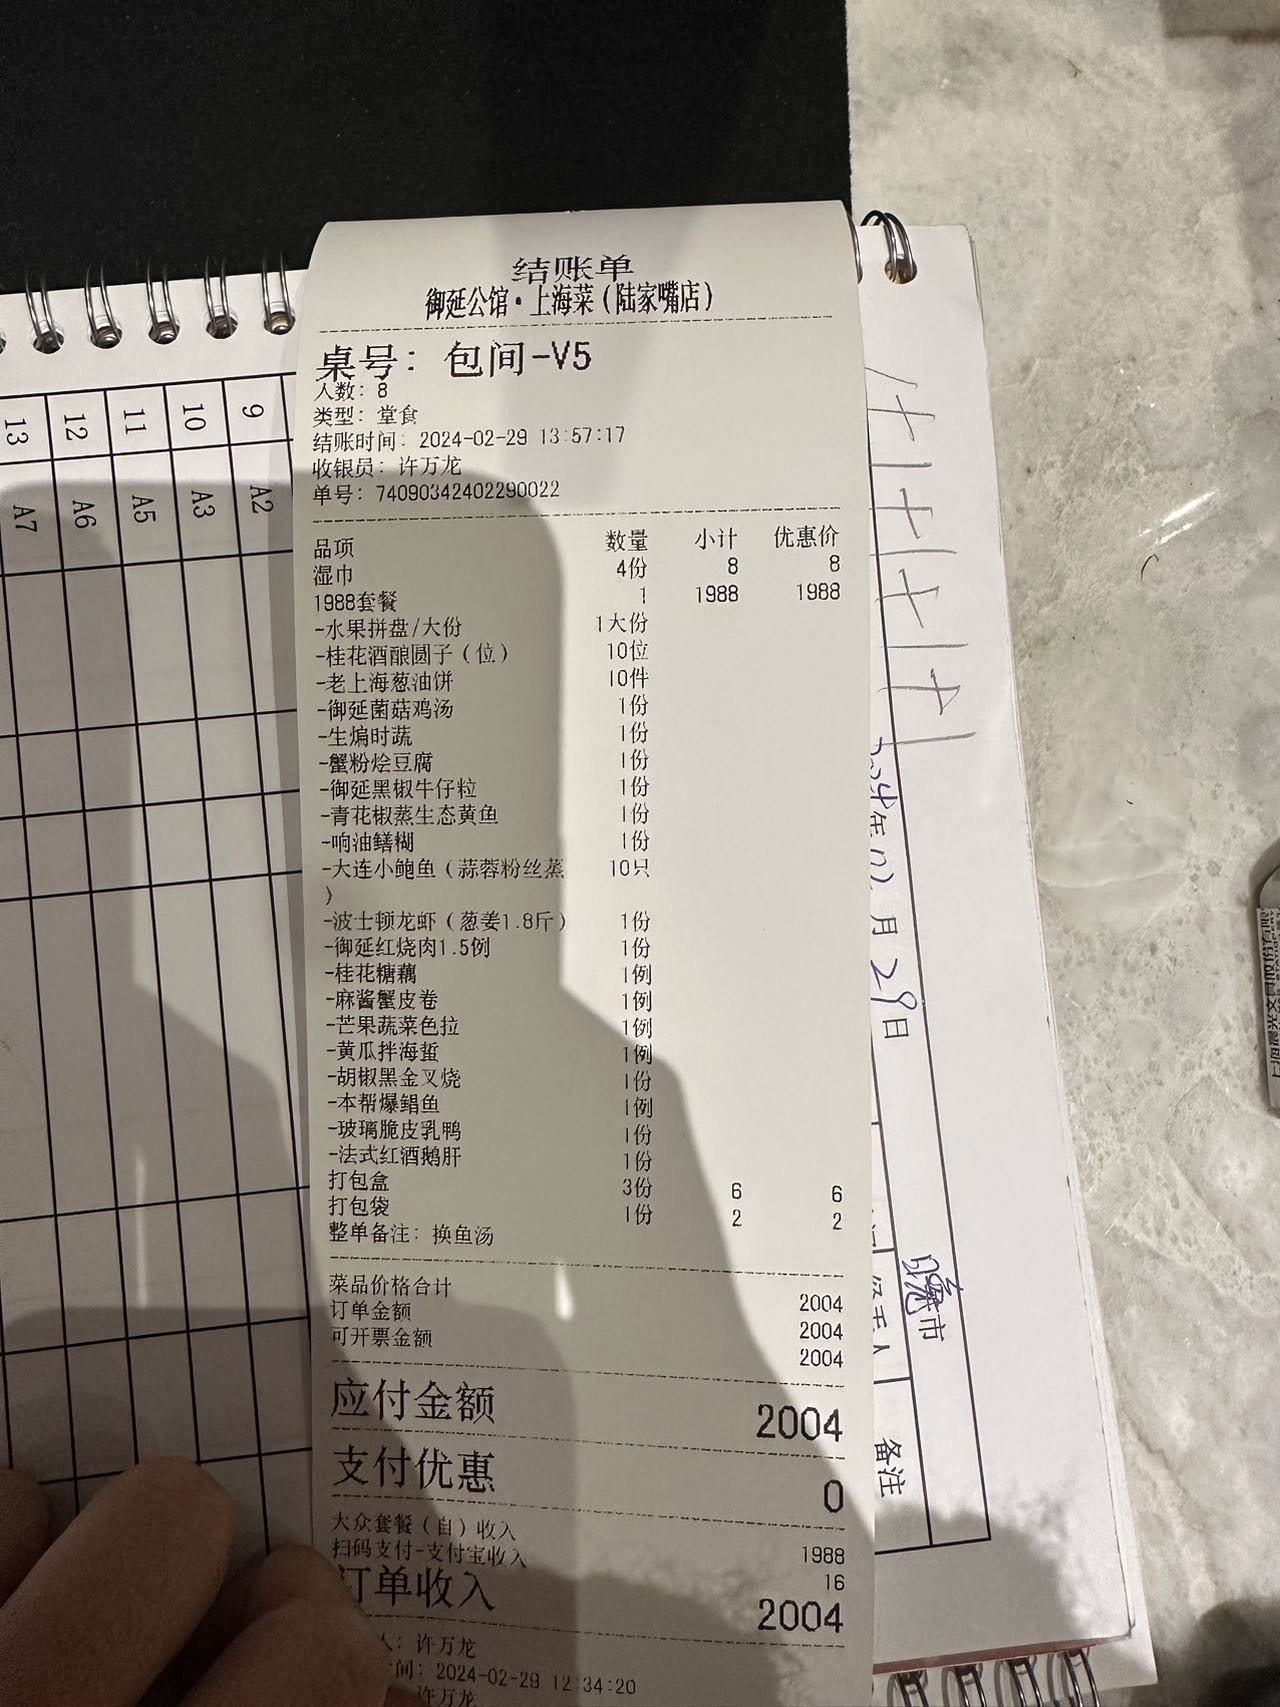 结账单
御延公馆·上海菜(陆家嘴店)
桌号: 包间-V5
人数: 8
类型: 堂食
结账时间: 2024-02-29 13:57:17
收银员: 许万龙
单号: 74090342402290022
品项 数量 小计 优惠价
湿巾 4份 8 8
1988套餐 1 1988 1988
-水果拼盘/大份 1大份
-桂花酒酿圆子(位) 10位
-老上海葱油饼 10件
-御延菌菇鸡汤 1份
-生煸时蔬 1份
-蟹粉烩豆腐 1份
-御延黑椒牛仔粒 1份
-青花椒蒸生态黄鱼 1份
-响油鳝糊 1份
-大连小鲍鱼(蒜蓉粉丝蒸 10只
)
-波士顿龙虾(葱姜1.8斤) 1份
-御延红烧肉1.5例 1份
-桂花糖藕 1例
-麻酱蟹皮卷 1例
-芒果蔬菜色拉 1例
-黄瓜拌海蜇 1例
-胡椒黑金叉烧 1份
-本帮爆鲳鱼 1例
-玻璃脆皮乳鸭 1份
-法式红酒鹅肝 1份
打包盒 3份 6 6
打包袋 1份 2 2
整单备注: 换鱼汤
菜品价格合计 2004
订单金额 2004
可开票金额 2004
应付金额 2004
支付优惠 0
大众套餐(自)收入 1988
扫码支付-支付宝收入 16
订单收入 2004
人: 许万龙
间: 2024-02-29 12:34:20
许万龙
13 12 11 10 9
A7 A6 A5 A3 A2
2024年02月29日
市
备注